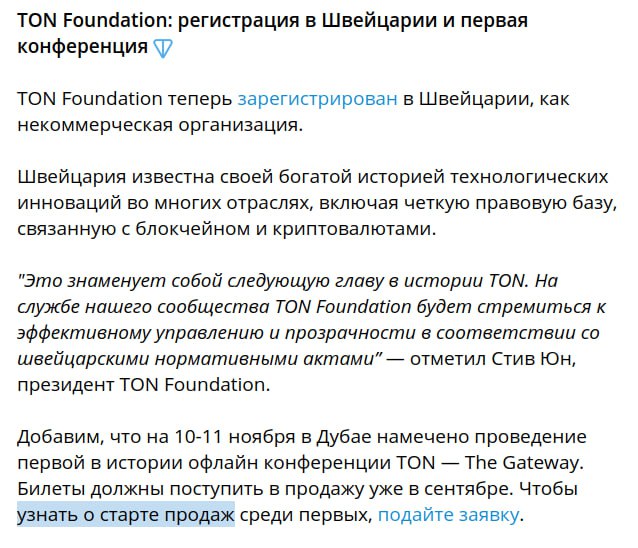 TON Foundation: регистрация в Швейцарии и первая
конференция
TON Foundation теперь зарегистрирован в Швейцарии, как
некоммерческая организация.
Швейцария известна своей богатой историей технологических
инноваций во многих отраслях, включая четкую правовую базу,
связанную с блокчейном и криптовалютами.
"Это знаменует собой следующую главу в истории TON. На
службе нашего сообщества TON Foundation будет стремиться к
эффективному управлению и прозрачности в соответствии со
швейцарскими нормативными актами” — отметил Стив Юн,
президент TON Foundation.
Добавим, что на 10-11 ноября в Дубае намечено проведение
первой в истории офлайн конференции TON — The Gateway.
Билеты должны поступить в продажу уже в сентябре. Чтобы
узнать о старте продаж среди первых, подайте заявку.